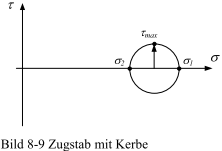 τ
τmax
σ2 σ1 σ
Bild 8-9 Zugstab mit Kerbe